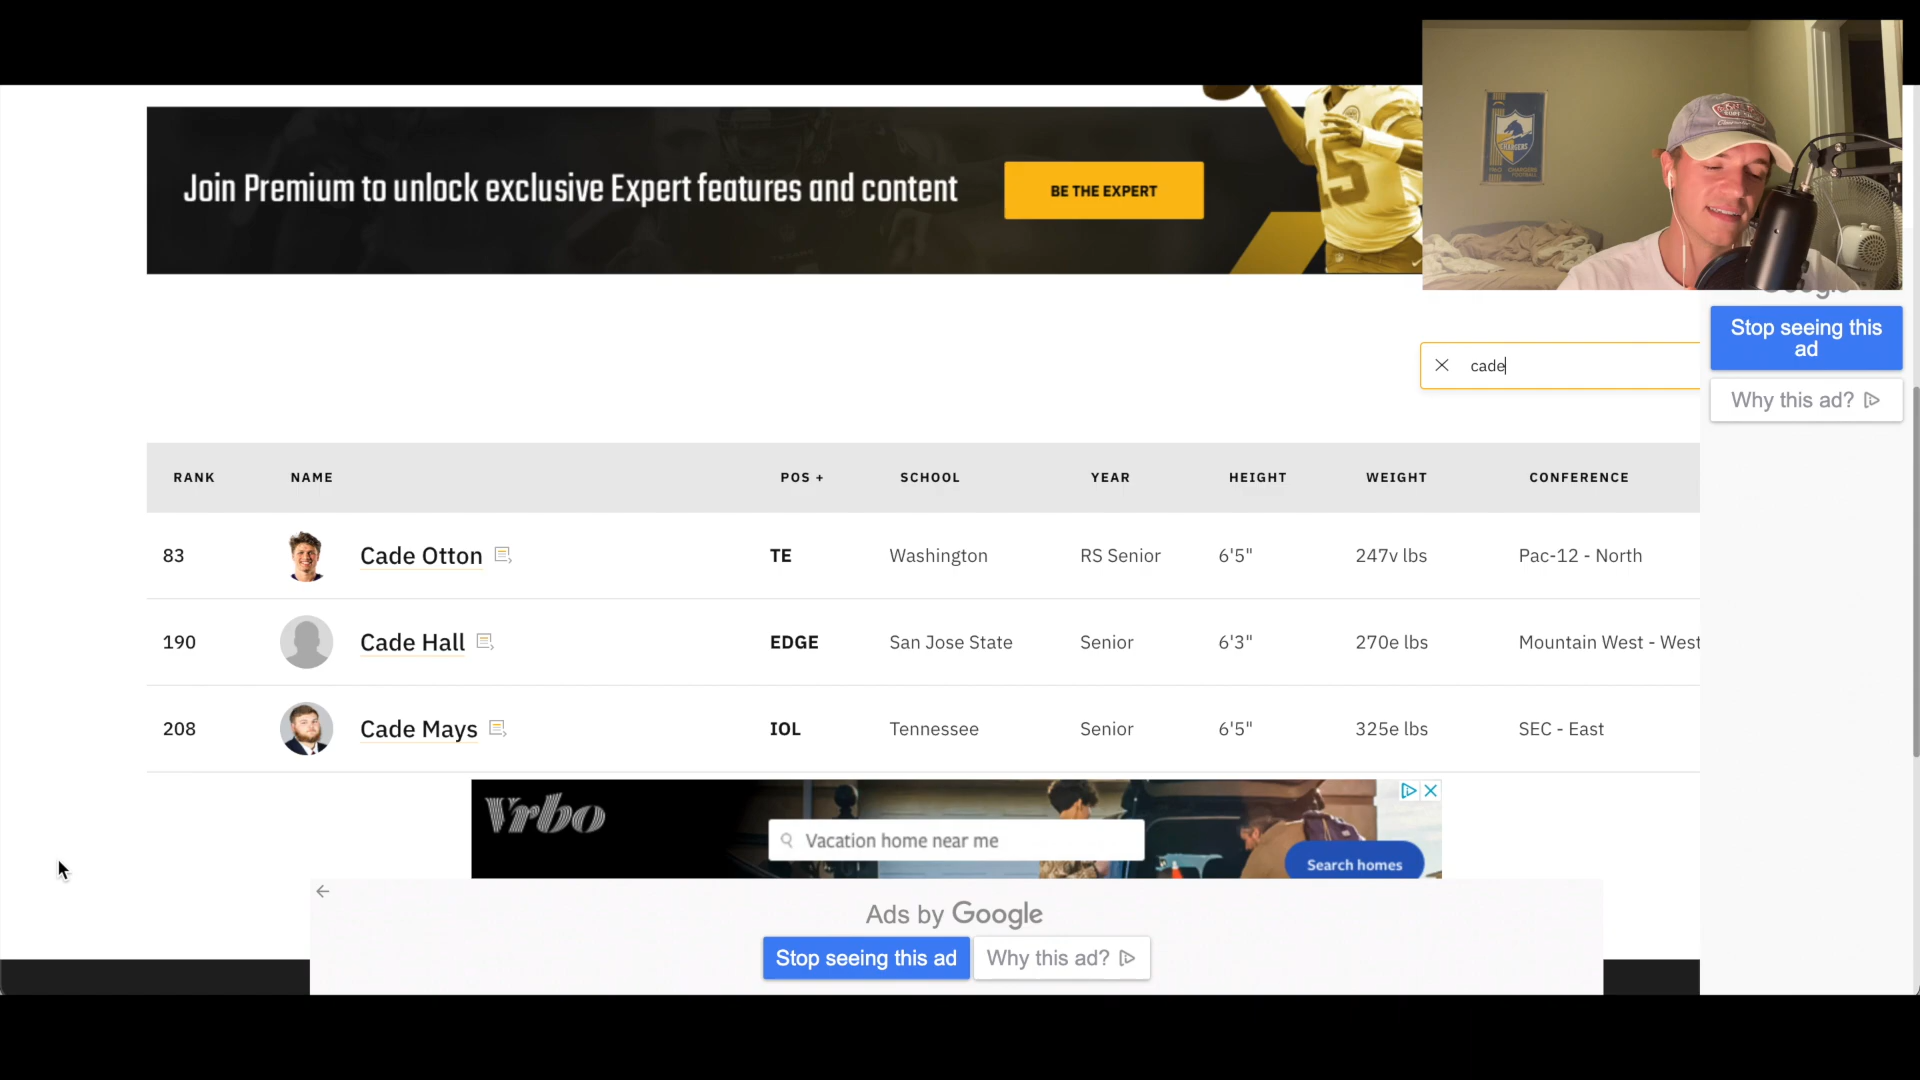 Join Premium to unlock exclusive Expert features and content
BE THE EXPERT
15
CHARGERS
Stop seeing this
ad
Why this ad?
cade
RANK NAME POS + SCHOOL YEAR HEIGHT WEIGHT CONFERENCE
83 Cade Otton TE Washington RS Senior 6'5" 247v lbs Pac-12 - North
190 Cade Hall EDGE San Jose State Senior 6'3" 270e lbs Mountain West - West
208 Cade Mays IOL Tennessee Senior 6'5" 325e lbs SEC - East
Vrbo
Vacation home near me
Search homes
Ads by Google
Stop seeing this ad Why this ad?